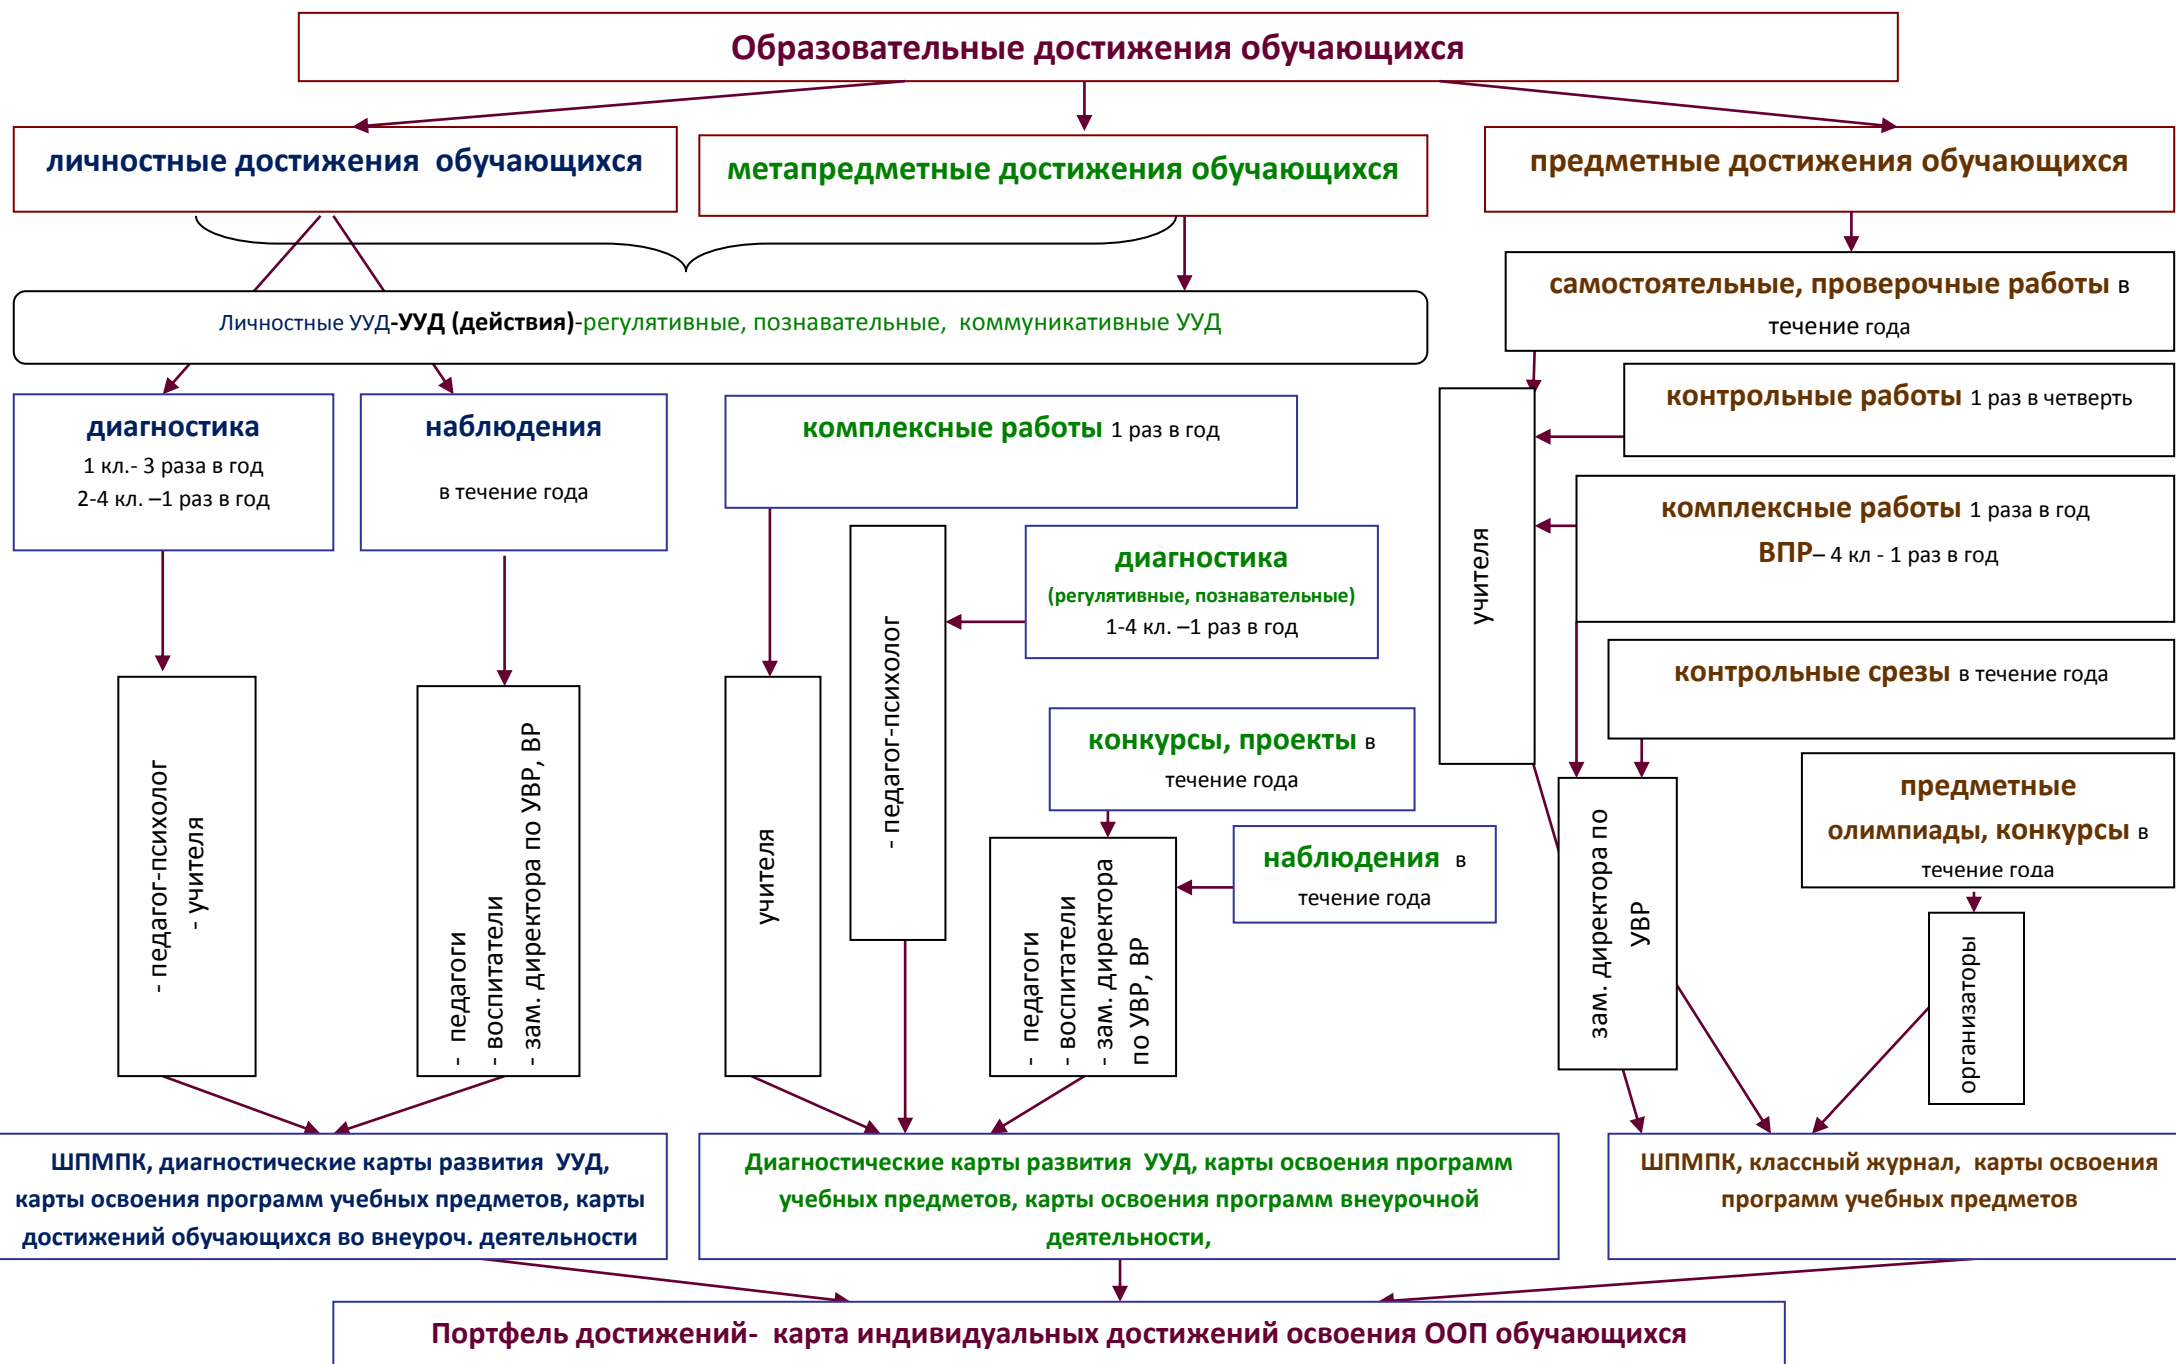 Образовательные достижения обучающихся
личностные достижения обучающихся
метапредметные достижения обучающихся
предметные достижения обучающихся
Личностные УУД-УУД (действия)-регулятивные, познавательные, коммуникативные УУД
самостоятельные, проверочные работы в
течение года
диагностика
1 кл.- 3 раза в год
2-4 кл. –1 раз в год
наблюдения
в течение года
комплексные работы 1 раз в год
контрольные работы 1 раз в четверть
комплексные работы 1 раза в год
ВПР– 4 кл - 1 раз в год
диагностика
(регулятивные, познавательные)
1-4 кл. –1 раз в год
учителя
контрольные срезы в течение года
- педагог-психолог
- учителя
- педагоги
- воспитатели
- зам. директора по УВР, ВР
учителя
- педагог-психолог
конкурсы, проекты в
течение года
наблюдения в
течение года
- педагоги
- воспитатели
- зам. директора
по УВР, ВР
зам. директора по
УВР
предметные
олимпиады, конкурсы в
течение года
организаторы
ШПМПК, диагностические карты развития УУД,
карты освоения программ учебных предметов, карты
достижений обучающихся во внеуроч. деятельности
Диагностические карты развития УУД, карты освоения программ
учебных предметов, карты освоения программ внеурочной
деятельности,
ШПМПК, классный журнал, карты освоения
программ учебных предметов
Портфель достижений- карта индивидуальных достижений освоения ООП обучающихся